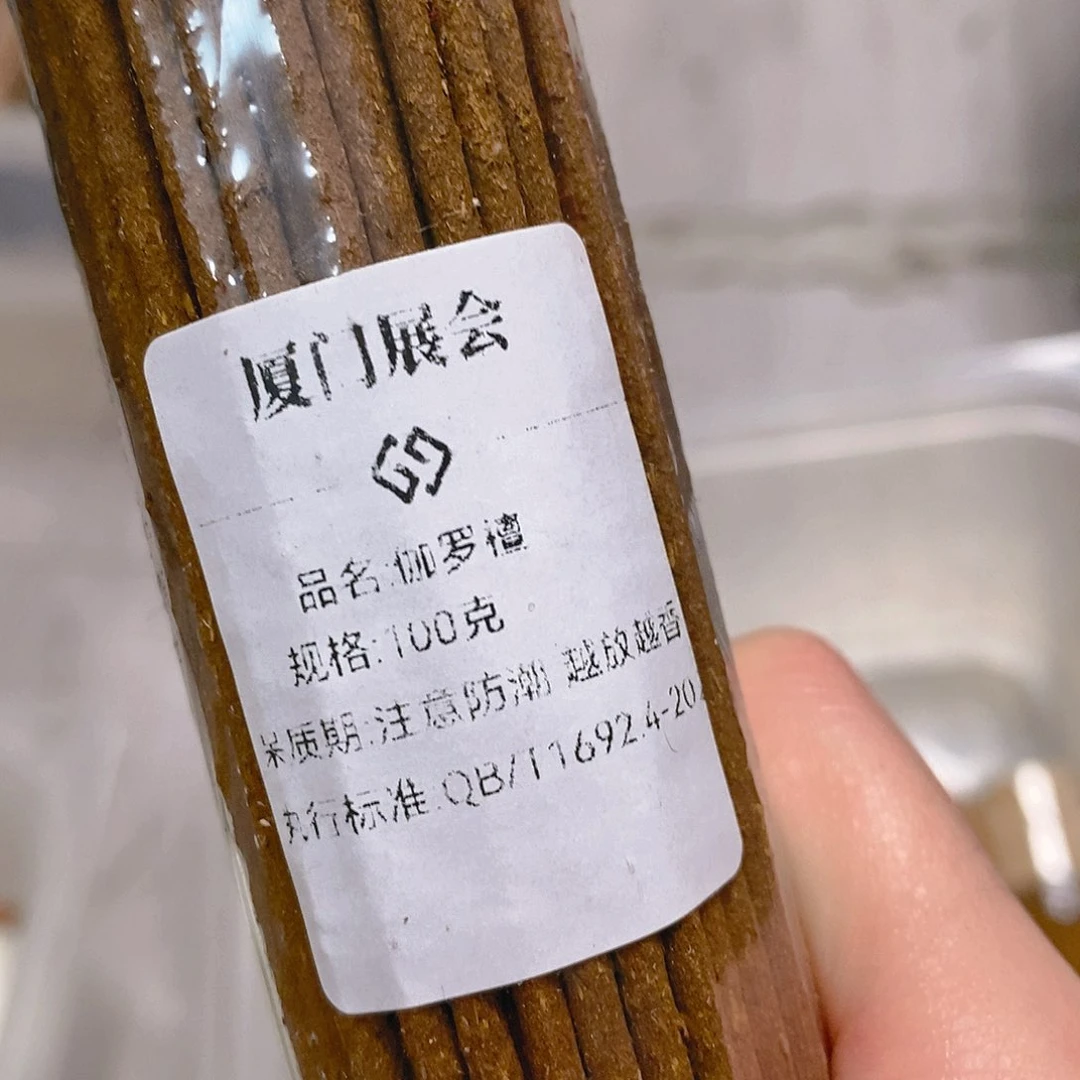 厦门展会
品名:伽罗檀
规格:100克
保质期:注意防潮 越放越香
执行标准:QB/T1692.4-20